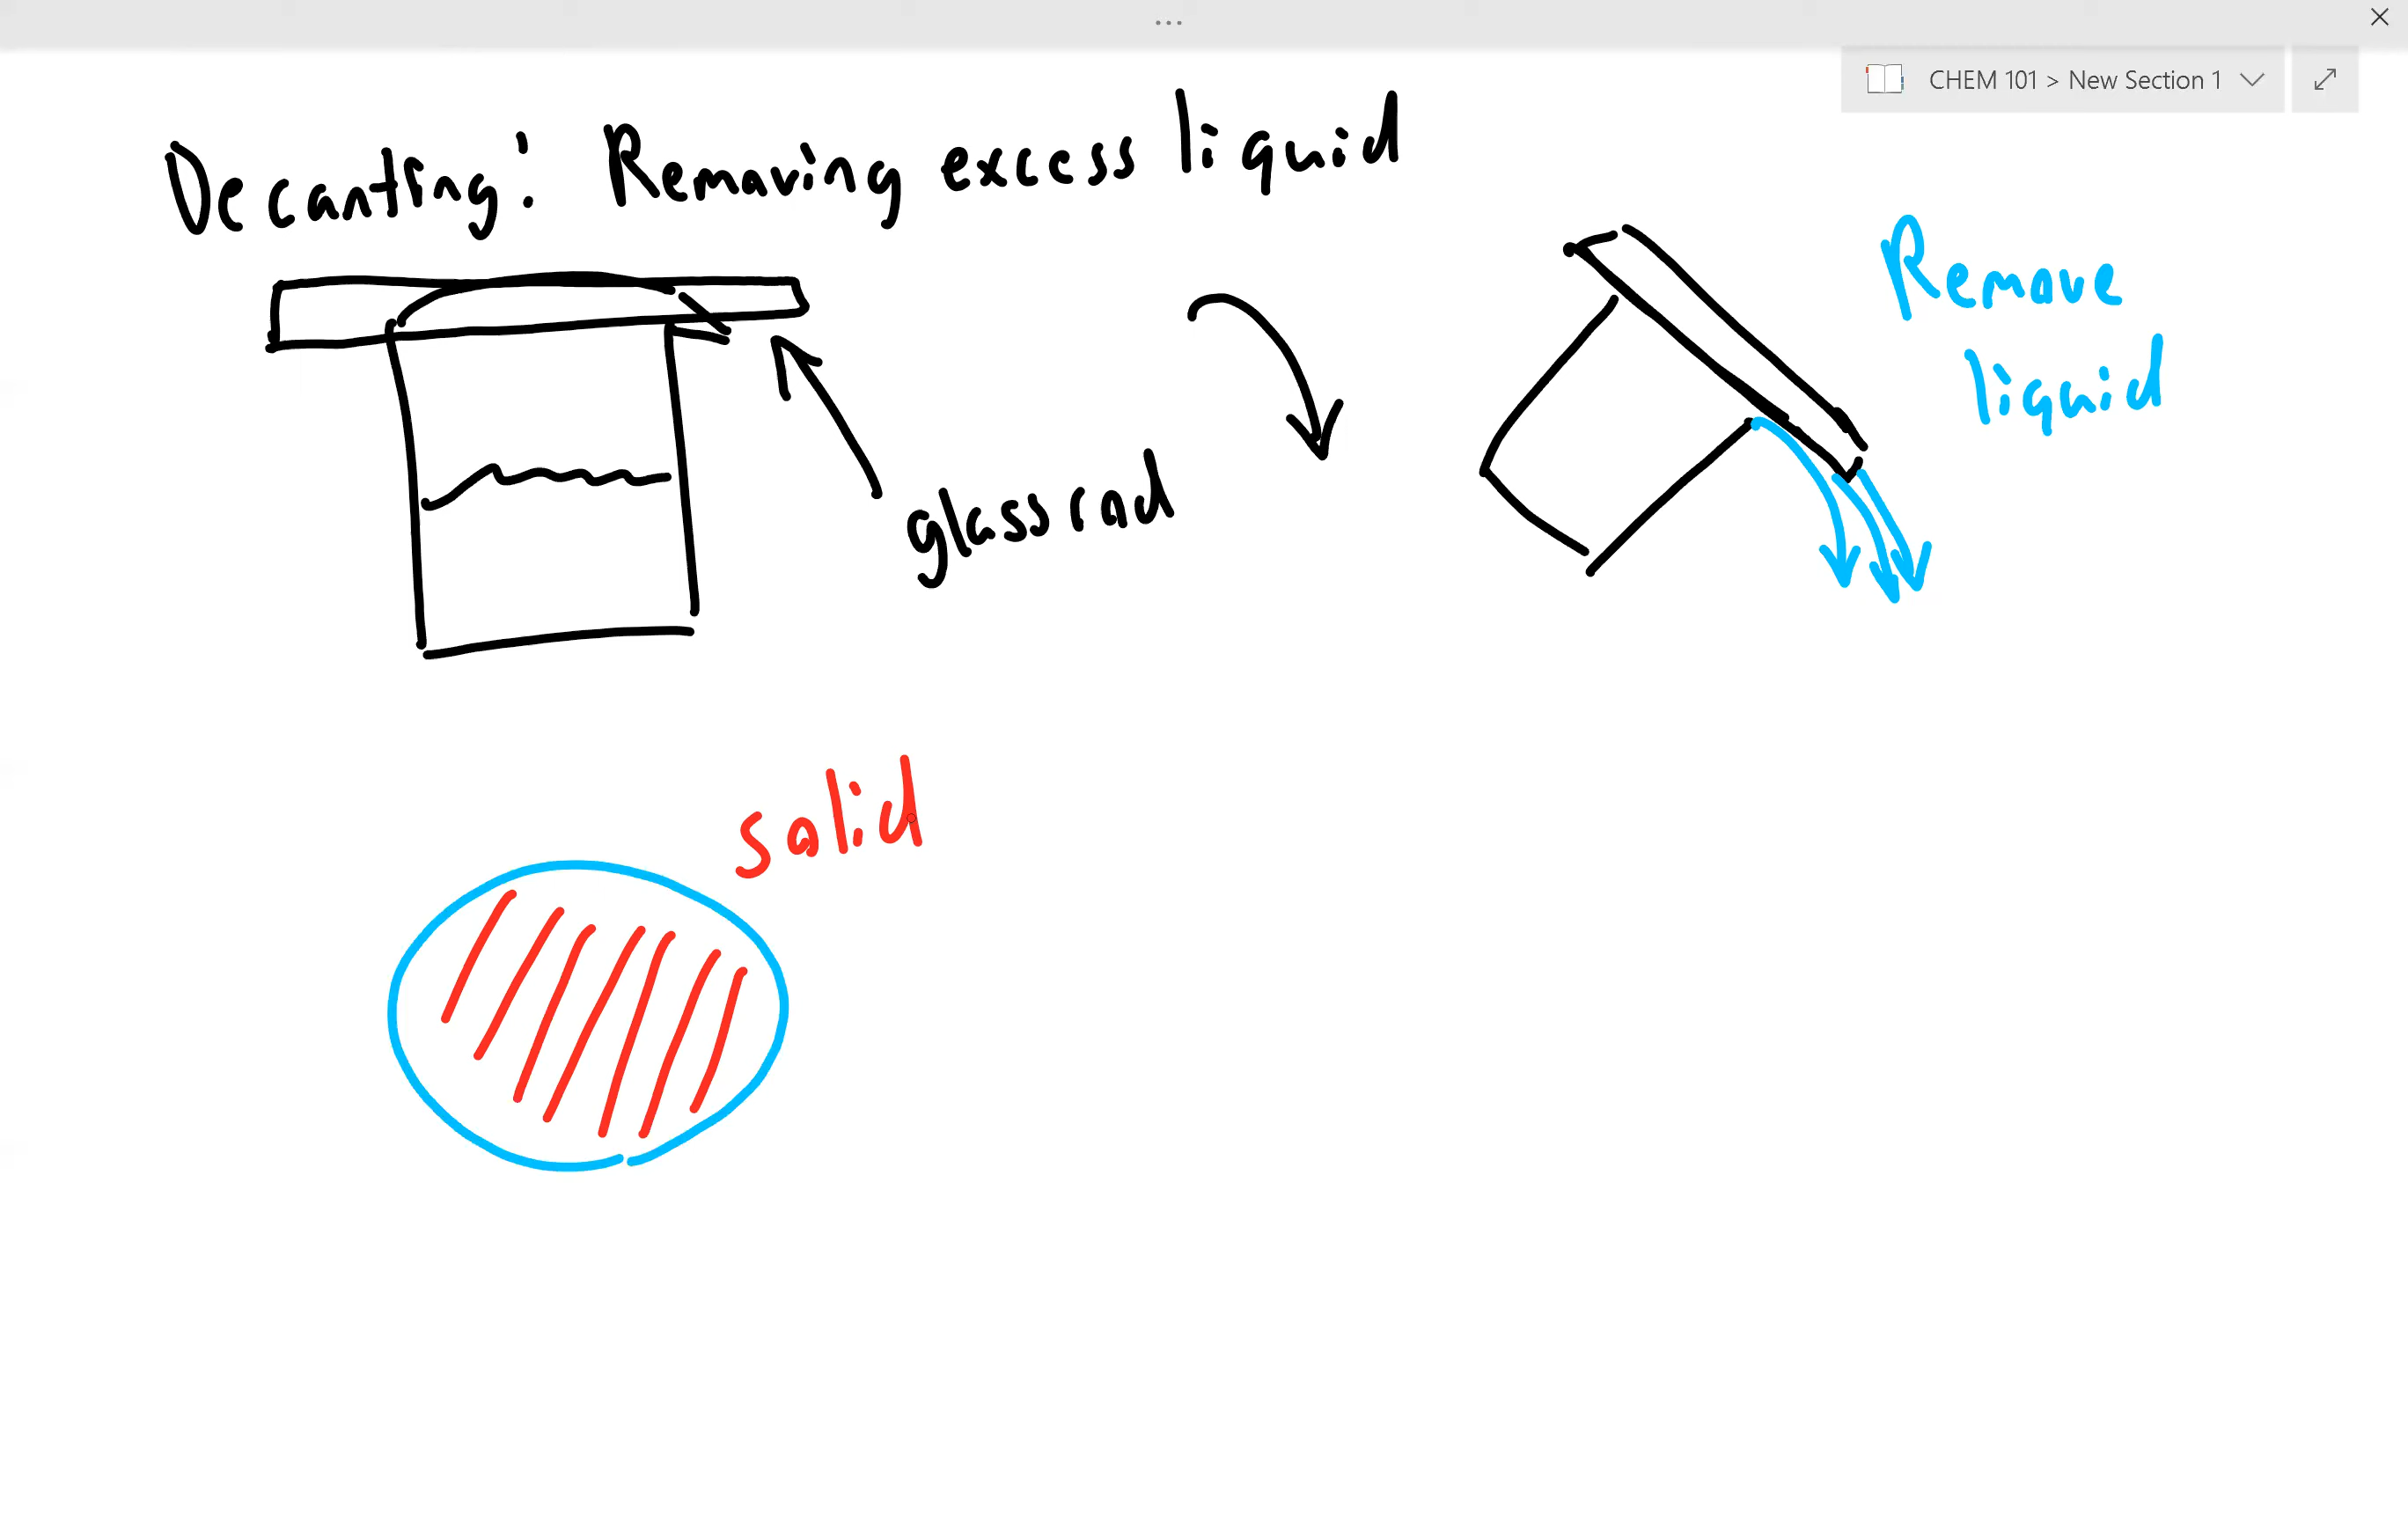 CHEM 101 > New Section 1
Decanting: Removing excess liquid
Remove
liquid
glass rod
solid